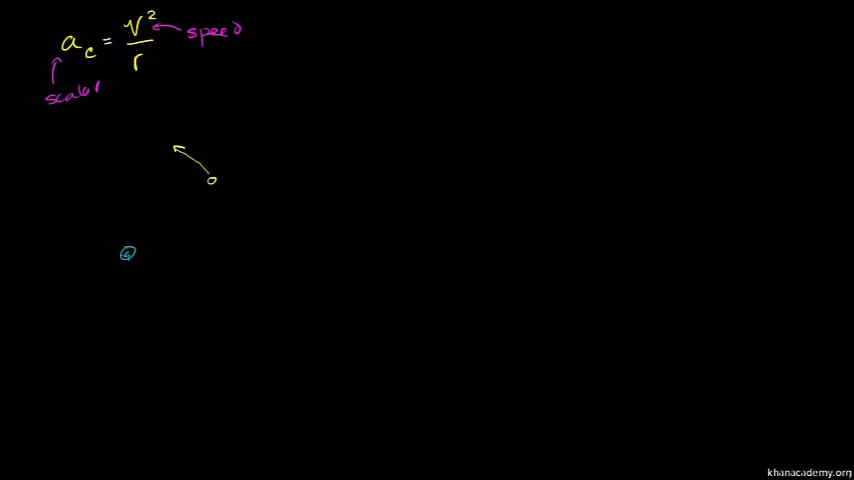 a_c = v²/r ← speed
scalar
khanacademy.org